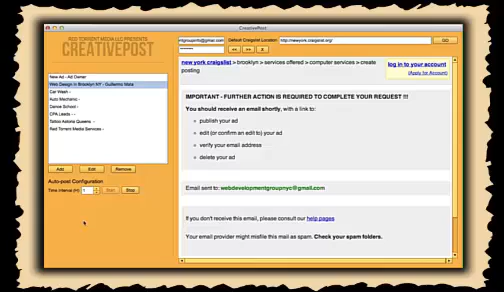 CreativePost
RED TORRENT MEDIA LLC PRESENTS
CREATIVEPOST
Default Craigslist Location:
http://newyork.craigslist.org/
GO
********
<<
>>
X
New Ad - Ad Owner
Web Design in Brooklyn NY - Guillermo Mata
Car Wash -
Auto Mechanic -
Dance School -
CPA Leads - -
Tattoo Astoria Queens -
Red Torrent Media Services -
Add
Edit
Remove
Auto-post Configuration
Time interval (Hr):
1
Start
Stop
new york craigslist > brooklyn > services offered > computer services > create
posting
log in to your account
(Apply for Account)
IMPORTANT - FURTHER ACTION IS REQUIRED TO COMPLETE YOUR REQUEST !!!
You should receive an email shortly, with a link to:
publish your ad
edit (or confirm an edit to) your ad
verify your email address
delete your ad
Email sent to: webdevelopmentgroupnyc@gmail.com
If you don't receive this email, please consult our help pages
Your email provider might misfile this mail as spam. Check your spam folders.